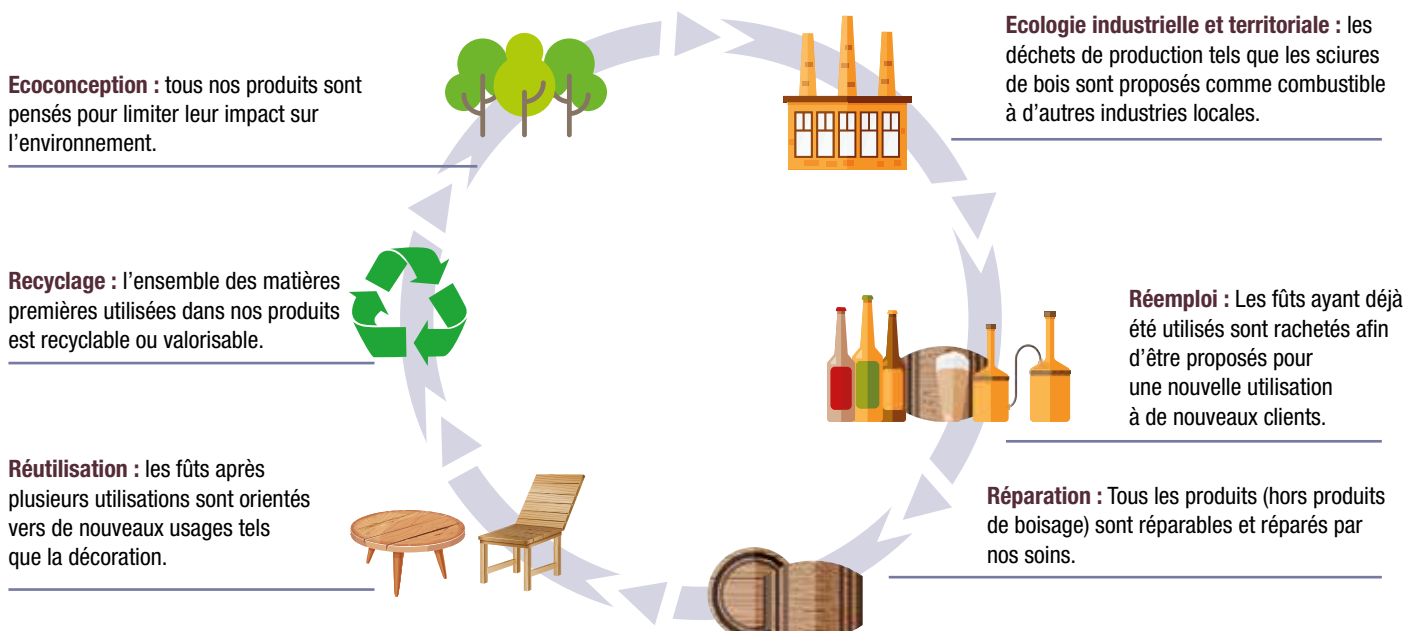 Ecoconception : tous nos produits sont
pensés pour limiter leur impact sur
l'environnement.
Ecologie industrielle et territoriale : les
déchets de production tels que les sciures
de bois sont proposés comme combustible
à d'autres industries locales.
Recyclage : l'ensemble des matières
premières utilisées dans nos produits
est recyclable ou valorisable.
Réemploi : Les fûts ayant déjà
été utilisés sont rachetés afin
d'être proposés pour
une nouvelle utilisation
à de nouveaux clients.
Réutilisation : les fûts après
plusieurs utilisations sont orientés
vers de nouveaux usages tels
que la décoration.
Réparation : Tous les produits (hors produits
de boisage) sont réparables et réparés par
nos soins.